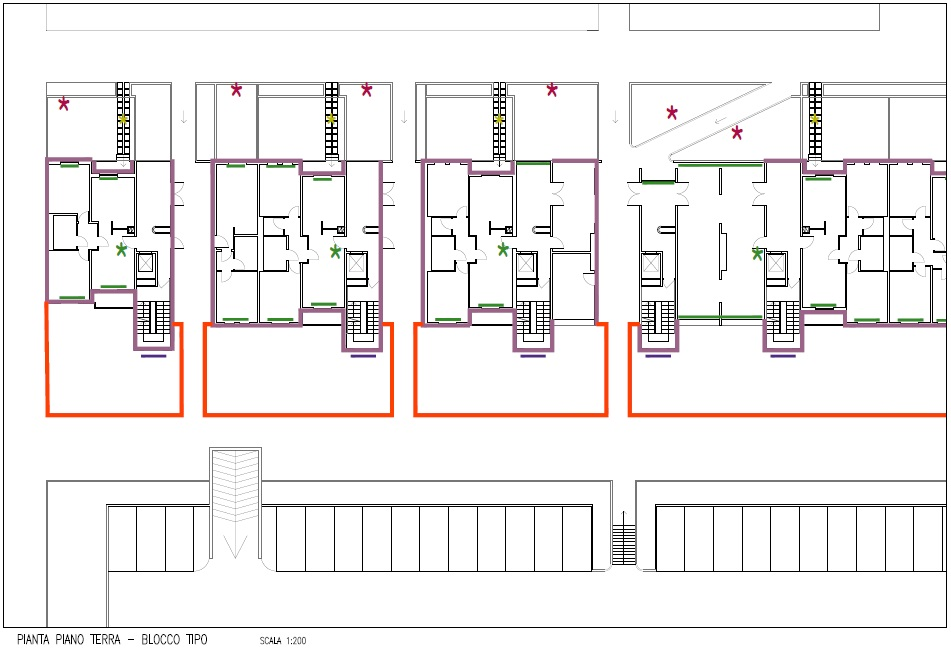 PIANTA PIANO TERRA – BLOCCO TIPO SCALA 1:200